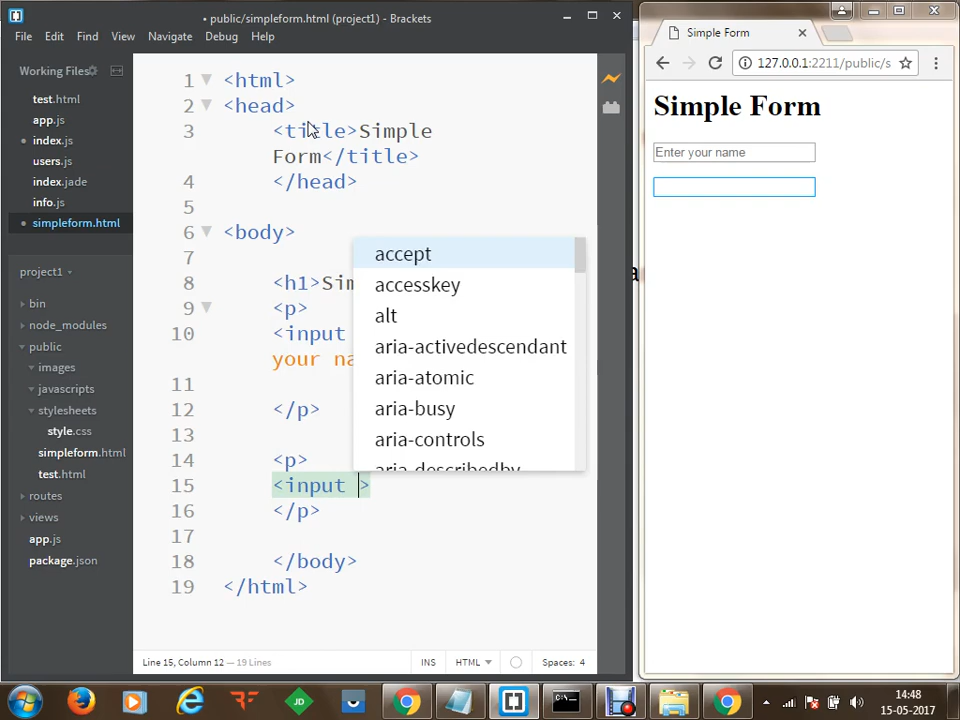 • public/simpleform.html (project1) - Brackets
File Edit Find View Navigate Debug Help
Working Files
test.html
app.js
index.js
users.js
index.jade
info.js
simpleform.html
project1
bin
node_modules
public
images
javascripts
stylesheets
style.css
simpleform.html
test.html
routes
views
app.js
package.json
1 <html>
2 <head>
3 <title>Simple
Form</title>
4 </head>
5
6 <body>
7
8 <h1>Sim
9 <p>
10 <input
your na
11
12 </p>
13
14 <p>
15 <input >
16 </p>
17
18 </body>
19 </html>
accept
accesskey
alt
aria-activedescendant
aria-atomic
aria-busy
aria-controls
aria-describedby
Line 15, Column 12 — 19 Lines
INS HTML Spaces: 4
Simple Form
127.0.0.1:2211/public/s
Simple Form
Enter your name
JD
14:48
15-05-2017